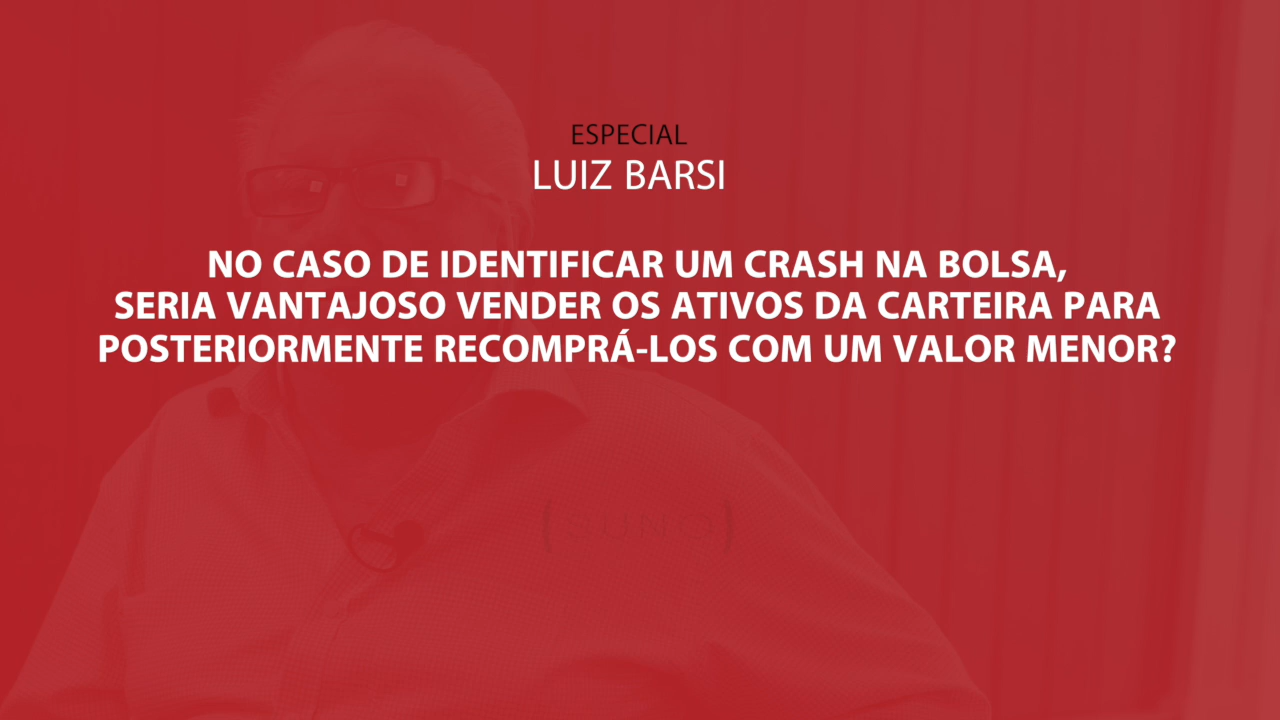 ESPECIAL
LUIZ BARSI
NO CASO DE IDENTIFICAR UM CRASH NA BOLSA,
SERIA VANTAJOSO VENDER OS ATIVOS DA CARTEIRA PARA
POSTERIORMENTE RECOMPRÁ-LOS COM UM VALOR MENOR?
(SUNO)